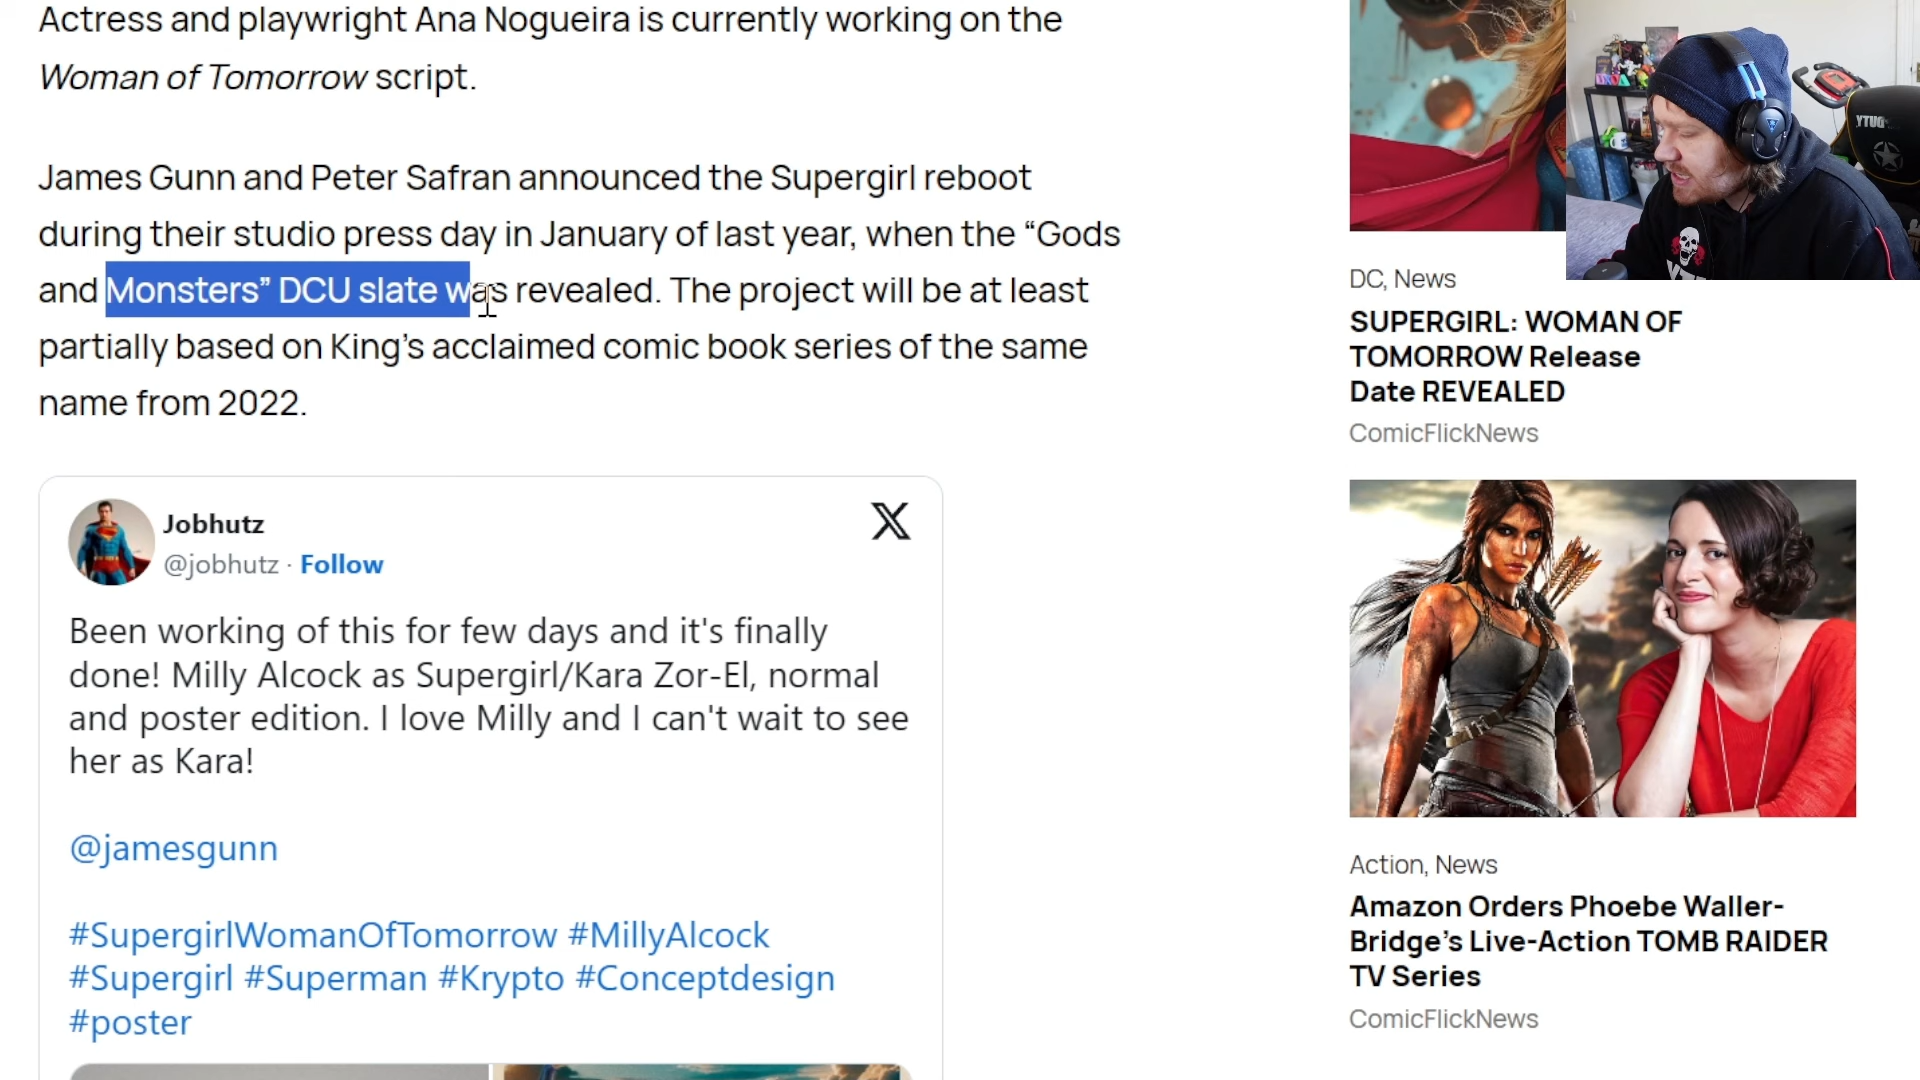 Actress and playwright Ana Nogueira is currently working on the
Woman of Tomorrow script.
James Gunn and Peter Safran announced the Supergirl reboot
during their studio press day in January of last year, when the “Gods
and Monsters” DCU slate was revealed. The project will be at least
partially based on King’s acclaimed comic book series of the same
name from 2022.
Jobhutz
@jobhutz · Follow
Been working of this for few days and it's finally
done! Milly Alcock as Supergirl/Kara Zor-El, normal
and poster edition. I love Milly and I can't wait to see
her as Kara!
@jamesgunn
#SupergirlWomanOfTomorrow #MillyAlcock
#Supergirl #Superman #Krypto #Conceptdesign
#poster
DC, News
SUPERGIRL: WOMAN OF
TOMORROW Release
Date REVEALED
ComicFlickNews
Action, News
Amazon Orders Phoebe Waller-
Bridge’s Live-Action TOMB RAIDER
TV Series
ComicFlickNews